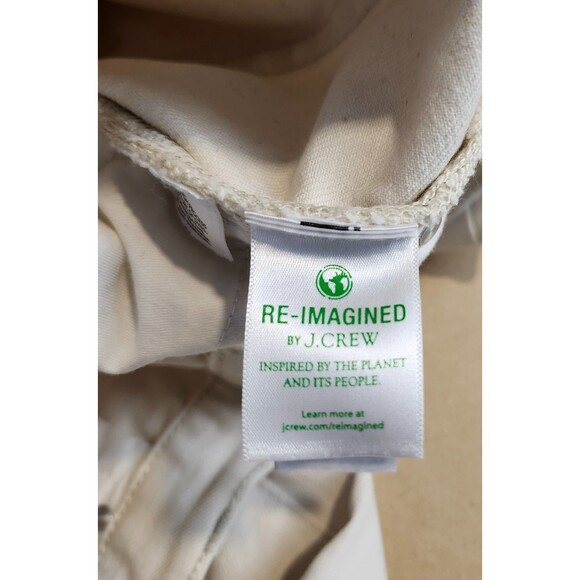 RE-IMAGINED
BY J.CREW
INSPIRED BY THE PLANET
AND ITS PEOPLE.
Learn more at
jcrew.com/reimagined